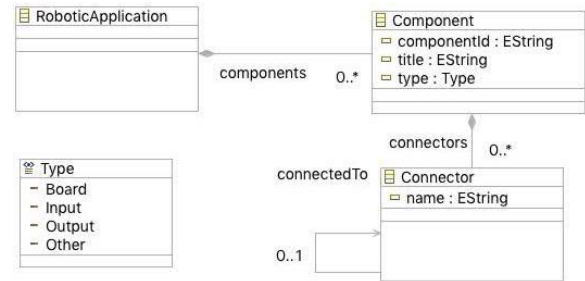 RoboticApplication
Component
componentId : EString
title : EString
type : Type
components
0..*
connectors
0..*
Type
Board
Input
Output
Other
connectedTo
Connector
name : EString
0..1